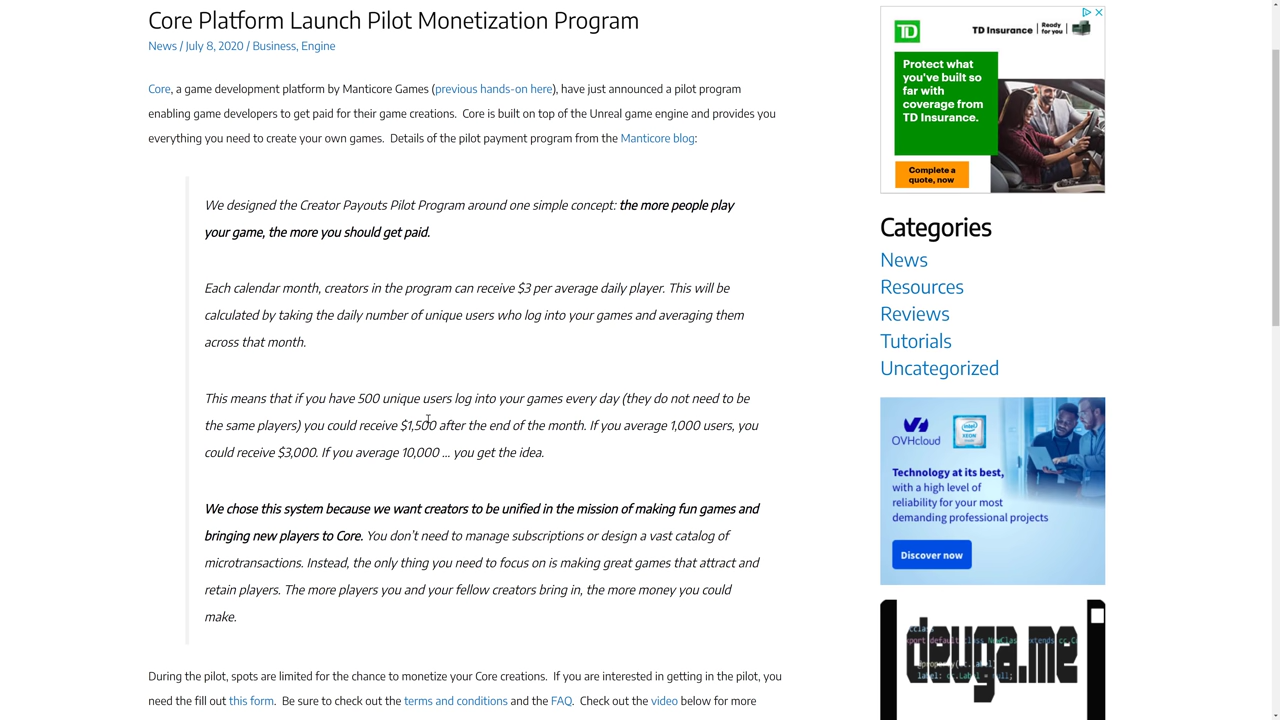 Core Platform Launch Pilot Monetization Program
News / July 8, 2020 / Business, Engine
Core, a game development platform by Manticore Games (previous hands-on here), have just announced a pilot program
enabling game developers to get paid for their game creations. Core is built on top of the Unreal game engine and provides you
everything you need to create your own games. Details of the pilot payment program from the Manticore blog:
We designed the Creator Payouts Pilot Program around one simple concept: the more people play
your game, the more you should get paid.
Each calendar month, creators in the program can receive $3 per average daily player. This will be
calculated by taking the daily number of unique users who log into your games and averaging them
across that month.
This means that if you have 500 unique users log into your games every day (they do not need to be
the same players) you could receive $1,500 after the end of the month. If you average 1,000 users, you
could receive $3,000. If you average 10,000 … you get the idea.
We chose this system because we want creators to be unified in the mission of making fun games and
bringing new players to Core. You don’t need to manage subscriptions or design a vast catalog of
microtransactions. Instead, the only thing you need to focus on is making great games that attract and
retain players. The more players you and your fellow creators bring in, the more money you could
make.
During the pilot, spots are limited for the chance to monetize your Core creations. If you are interested in getting in the pilot, you
need the fill out this form. Be sure to check out the terms and conditions and the FAQ. Check out the video below for more
TD
TD Insurance
Ready
for you
Protect what
you've built so
far with
coverage from
TD Insurance.
Complete a
quote, now
Categories
News
Resources
Reviews
Tutorials
Uncategorized
OVHcloud
intel
XEON
Technology at its best,
with a high level of
reliability for your most
demanding professional projects
Discover now
devga.me